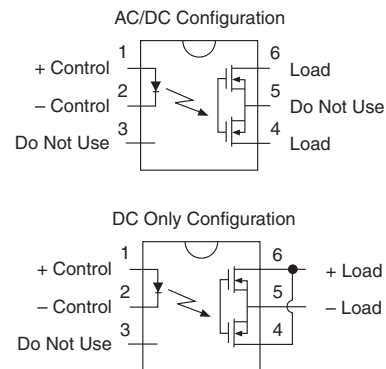 AC/DC Configuration
1 6
+ Control Load
2 5
– Control Do Not Use
3 4
Do Not Use Load
DC Only Configuration
1 6
+ Control + Load
2 5
– Control – Load
3 4
Do Not Use